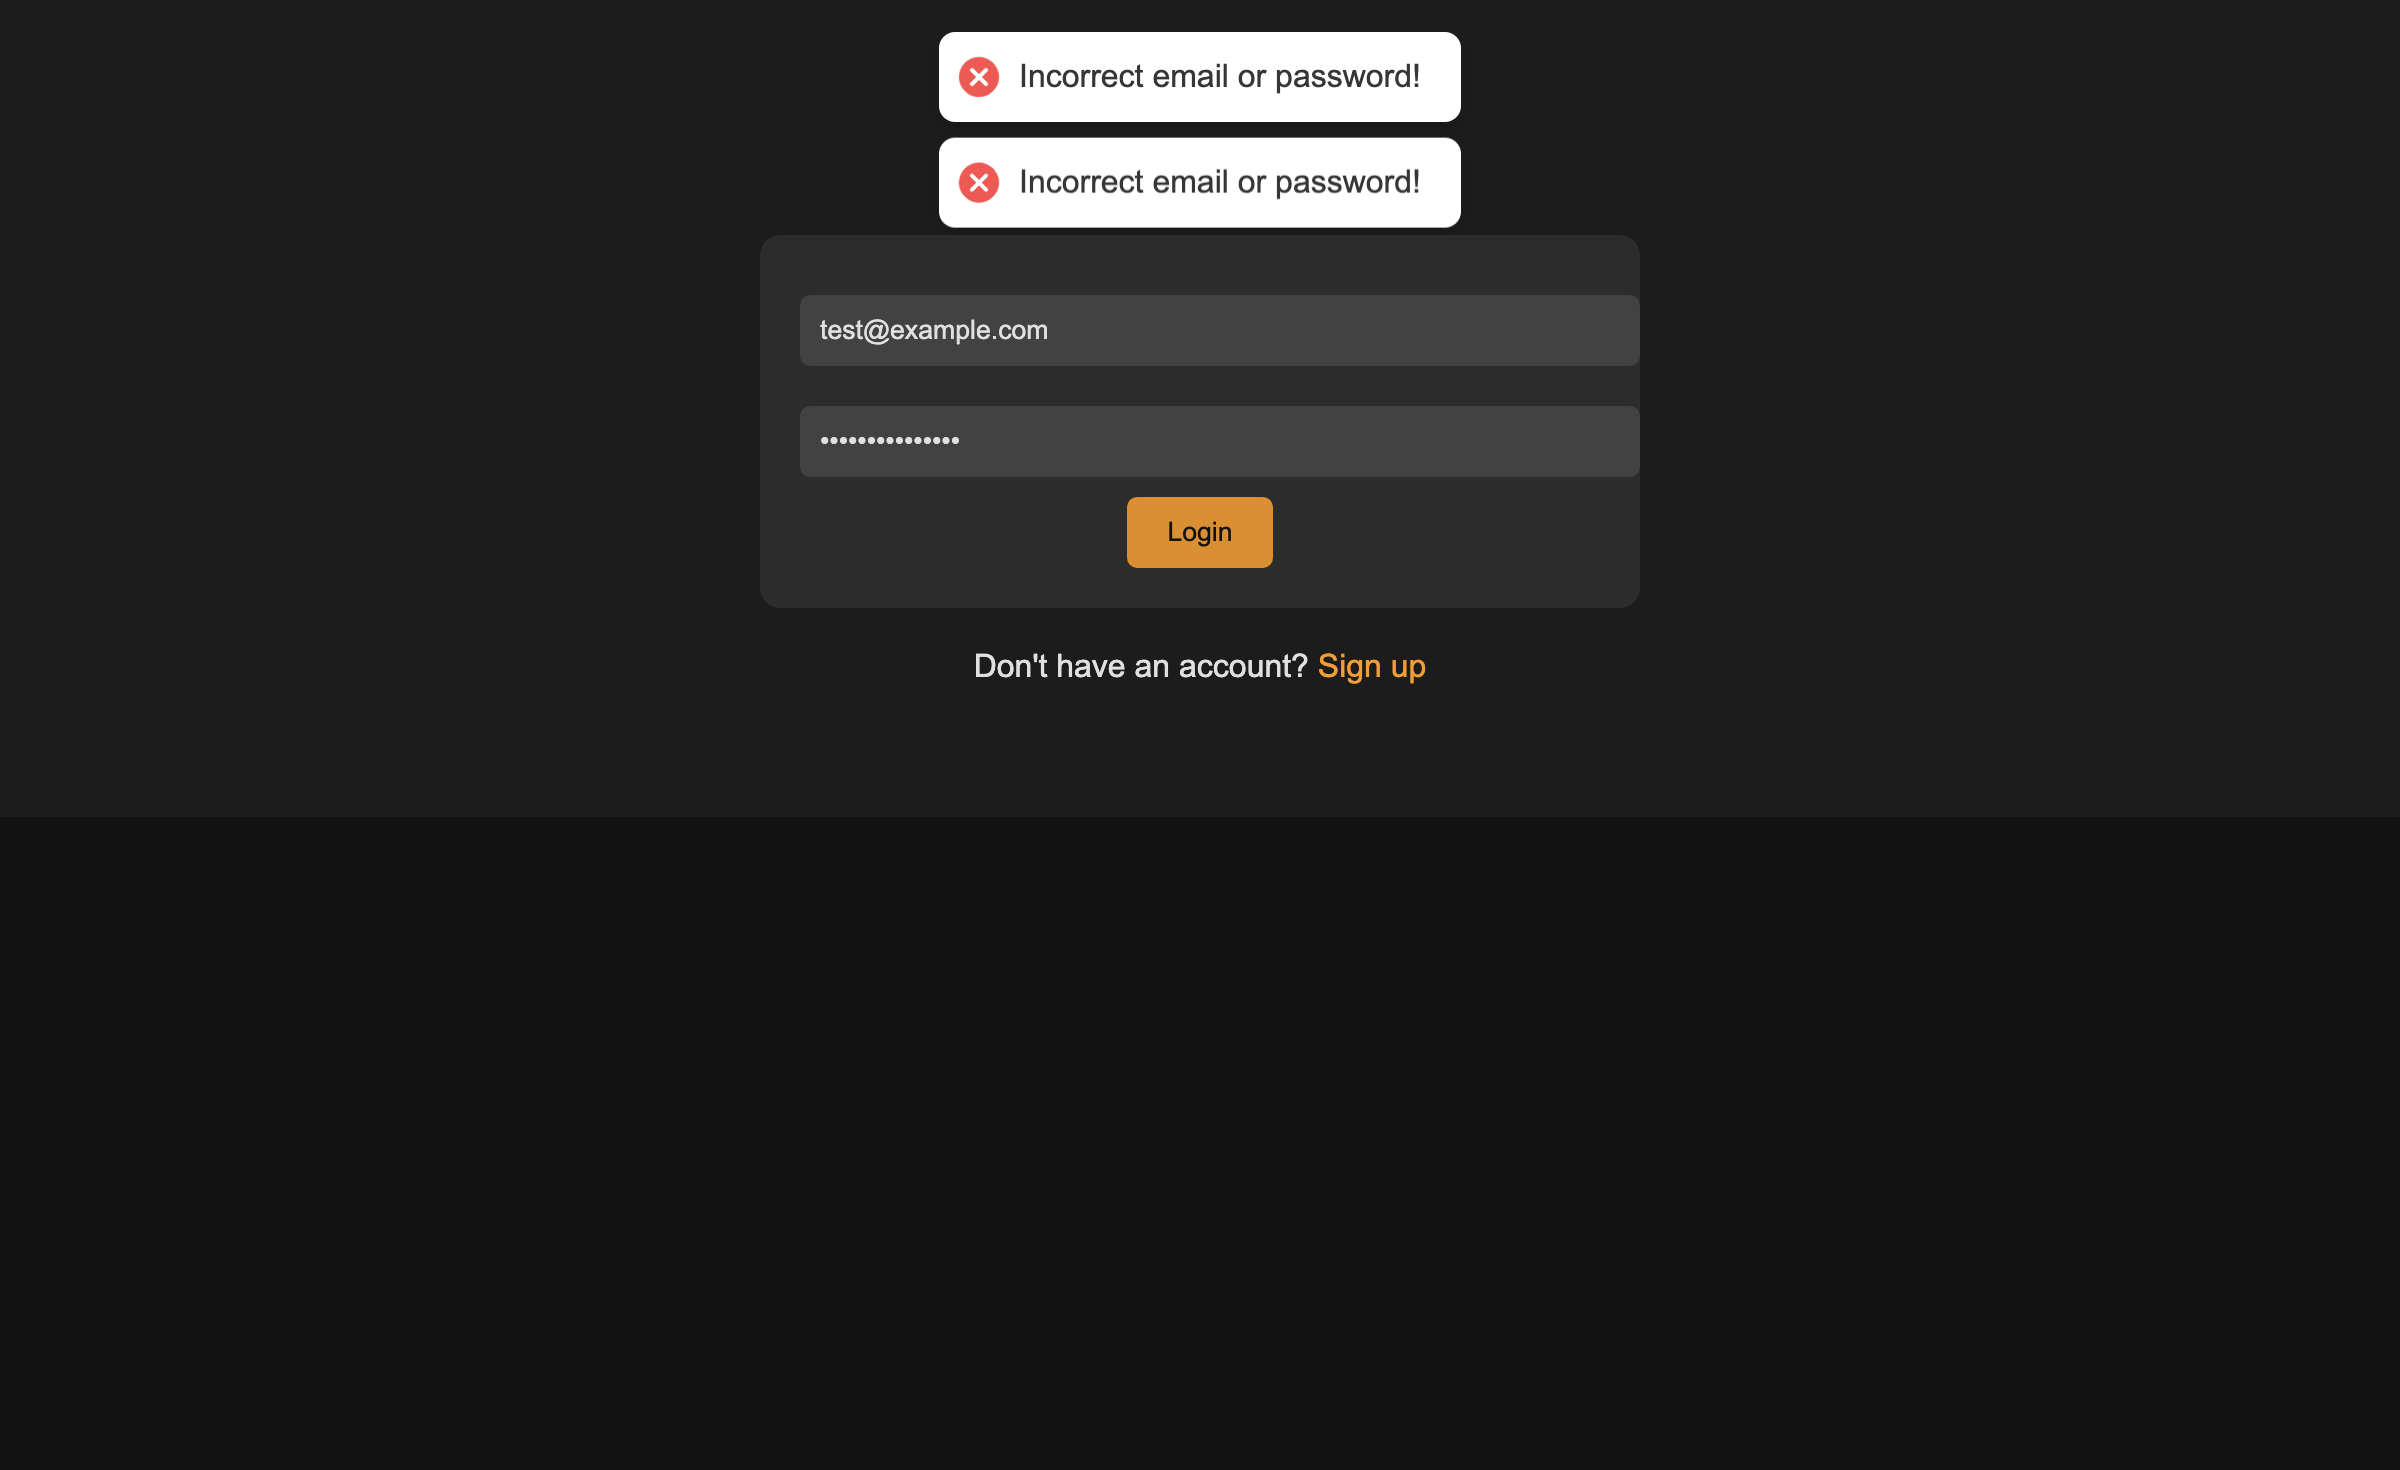 Incorrect email or password!
Incorrect email or password!
test@example.com
•••••••••••••••
Login
Don't have an account? Sign up